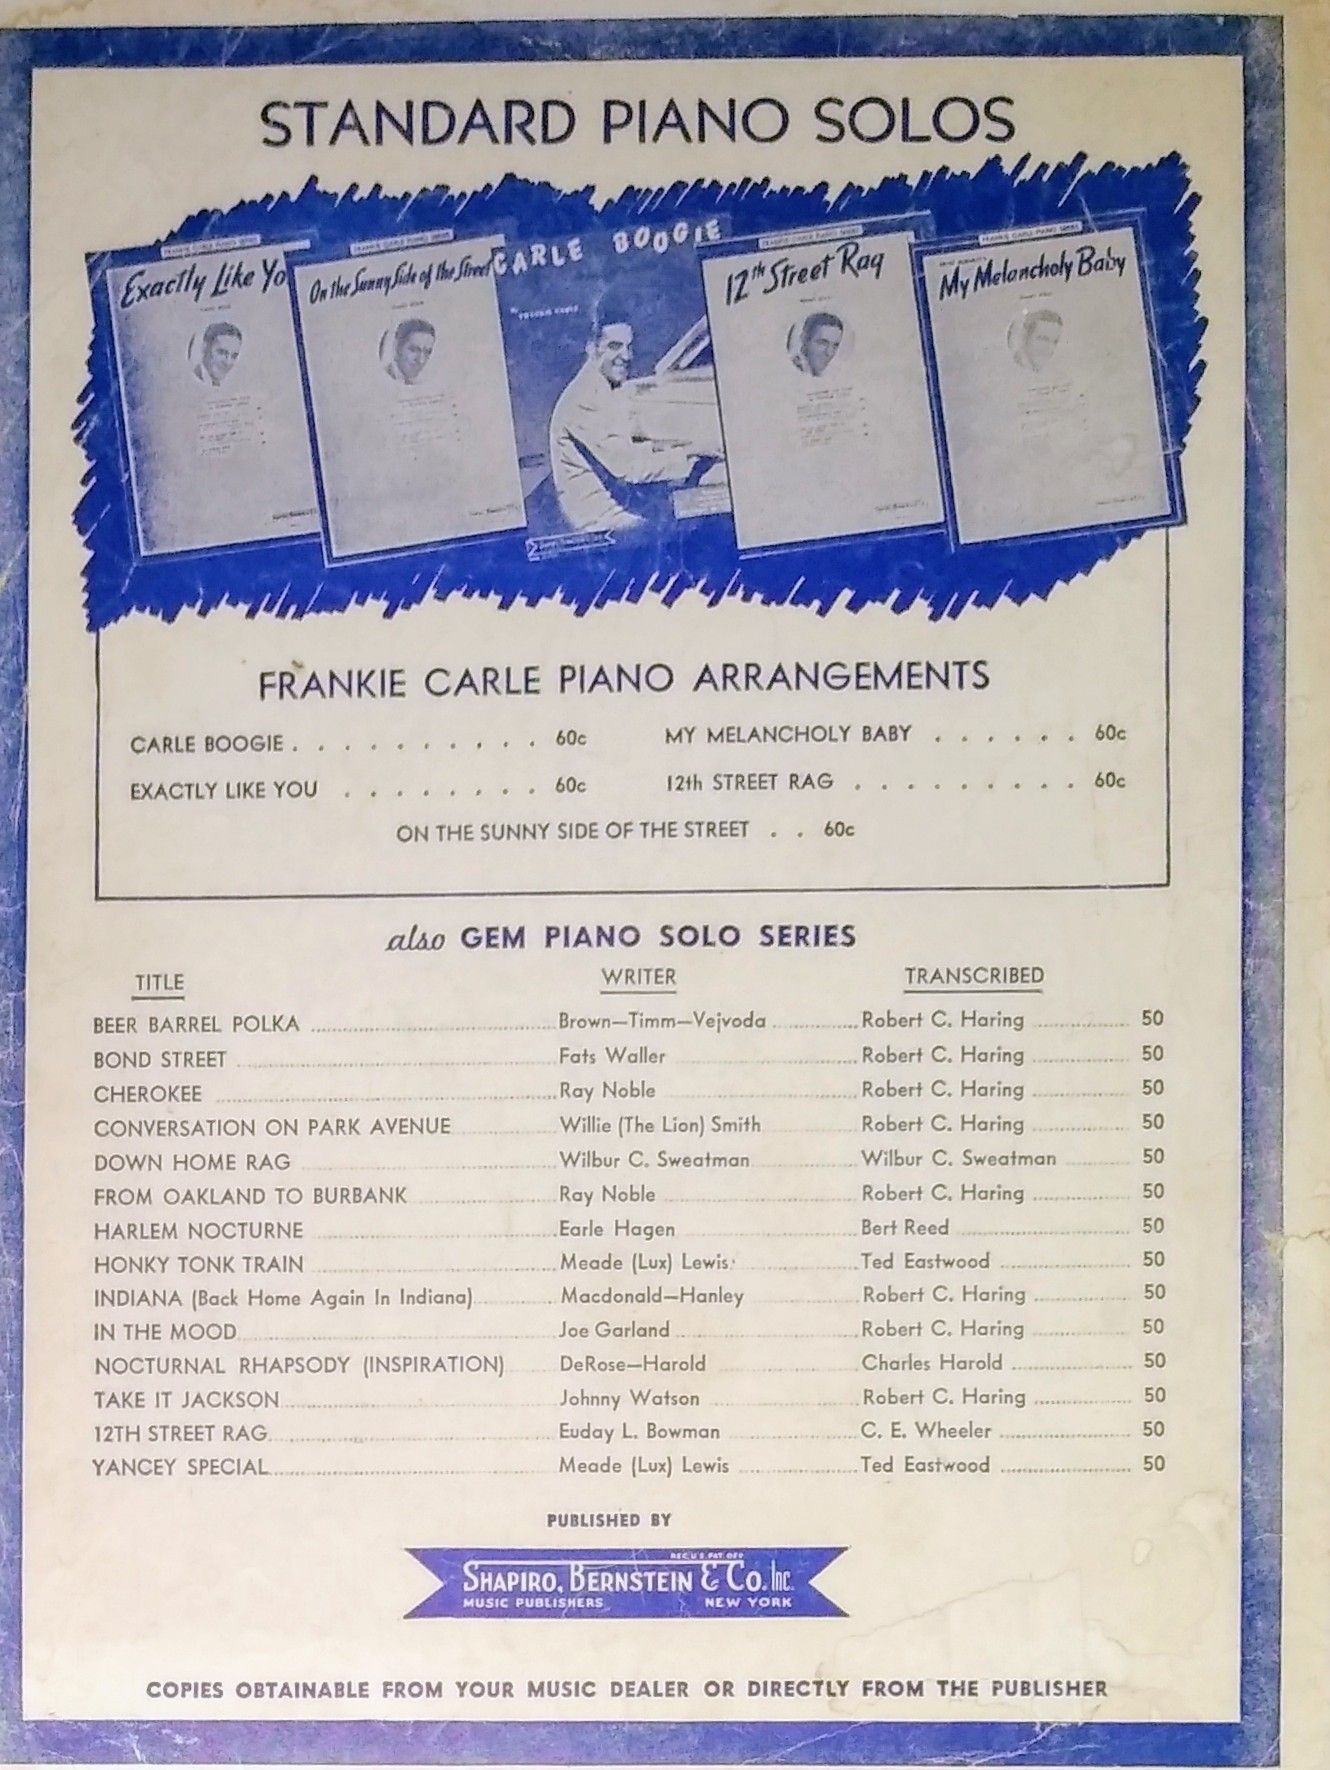 STANDARD PIANO SOLOS
Exactly Like Yo
On the Sunny Side of the Street
CARLE BOOGIE
12th Street Rag
My Melancholy Baby
FRANKIE CARLE PIANO ARRANGEMENTS
CARLE BOOGIE . . . . . . . . . . . 60c
MY MELANCHOLY BABY . . . . . . 60c
EXACTLY LIKE YOU . . . . . . . . 60c
12th STREET RAG . . . . . . . . . 60c
ON THE SUNNY SIDE OF THE STREET . . 60c
also GEM PIANO SOLO SERIES
TITLE WRITER TRANSCRIBED
BEER BARREL POLKA Brown—Timm—Vejvoda Robert C. Haring 50
BOND STREET Fats Waller Robert C. Haring 50
CHEROKEE Ray Noble Robert C. Haring 50
CONVERSATION ON PARK AVENUE Willie (The Lion) Smith Robert C. Haring 50
DOWN HOME RAG Wilbur C. Sweatman Wilbur C. Sweatman 50
FROM OAKLAND TO BURBANK Ray Noble Robert C. Haring 50
HARLEM NOCTURNE Earle Hagen Bert Reed 50
HONKY TONK TRAIN Meade (Lux) Lewis Ted Eastwood 50
INDIANA (Back Home Again In Indiana) Macdonald—Hanley Robert C. Haring 50
IN THE MOOD Joe Garland Robert C. Haring 50
NOCTURNAL RHAPSODY (INSPIRATION) DeRose—Harold Charles Harold 50
TAKE IT JACKSON Johnny Watson Robert C. Haring 50
12TH STREET RAG Euday L. Bowman C. E. Wheeler 50
YANCEY SPECIAL Meade (Lux) Lewis Ted Eastwood 50
PUBLISHED BY
REG. U.S. PAT. OFF.
SHAPIRO, BERNSTEIN & CO. Inc.
MUSIC PUBLISHERS NEW YORK
COPIES OBTAINABLE FROM YOUR MUSIC DEALER OR DIRECTLY FROM THE PUBLISHER